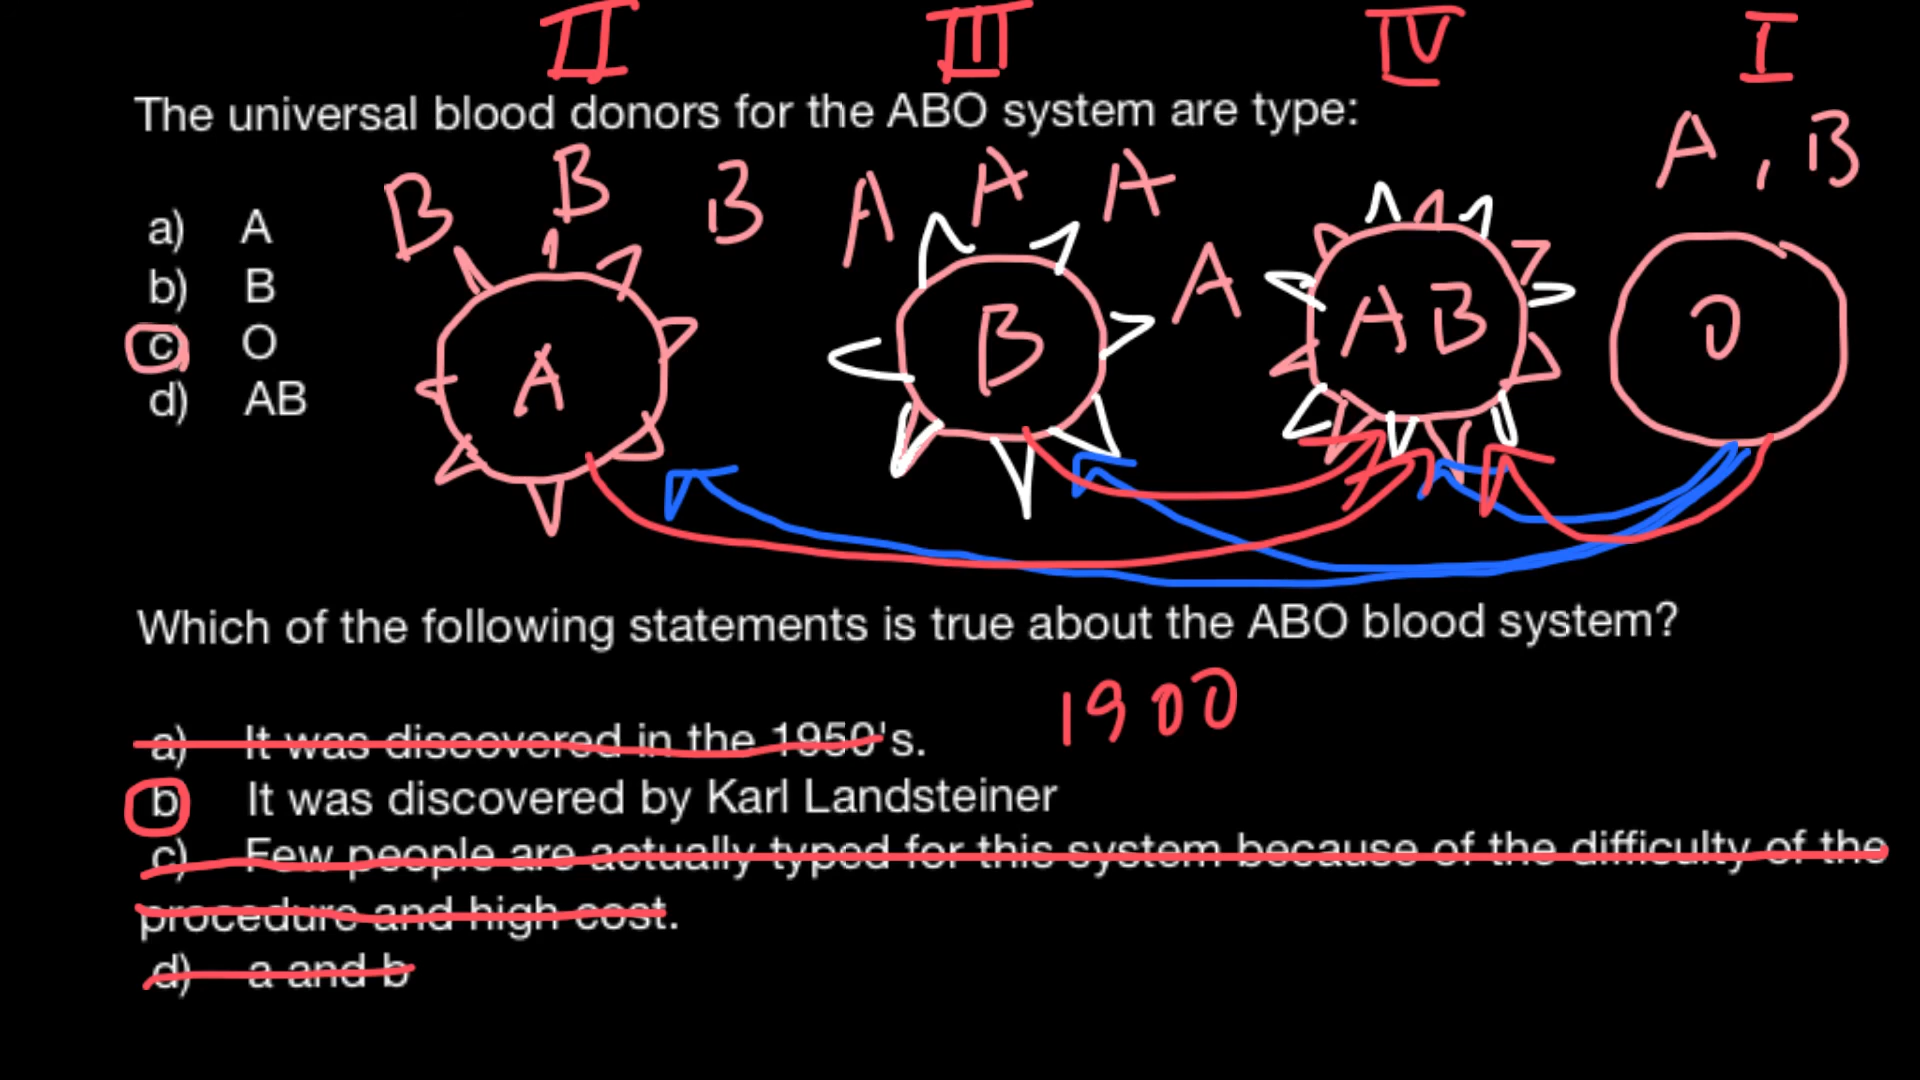 II III IV I
The universal blood donors for the ABO system are type:
A , B
B B B A A A
a) A
b) B
c) O
d) AB
A
A B AB O
Which of the following statements is true about the ABO blood system?
1900
a) It was discovered in the 1950's.
b) It was discovered by Karl Landsteiner
c) Few people are actually typed for this system because of the difficulty of the
procedure and high cost.
d) a and b